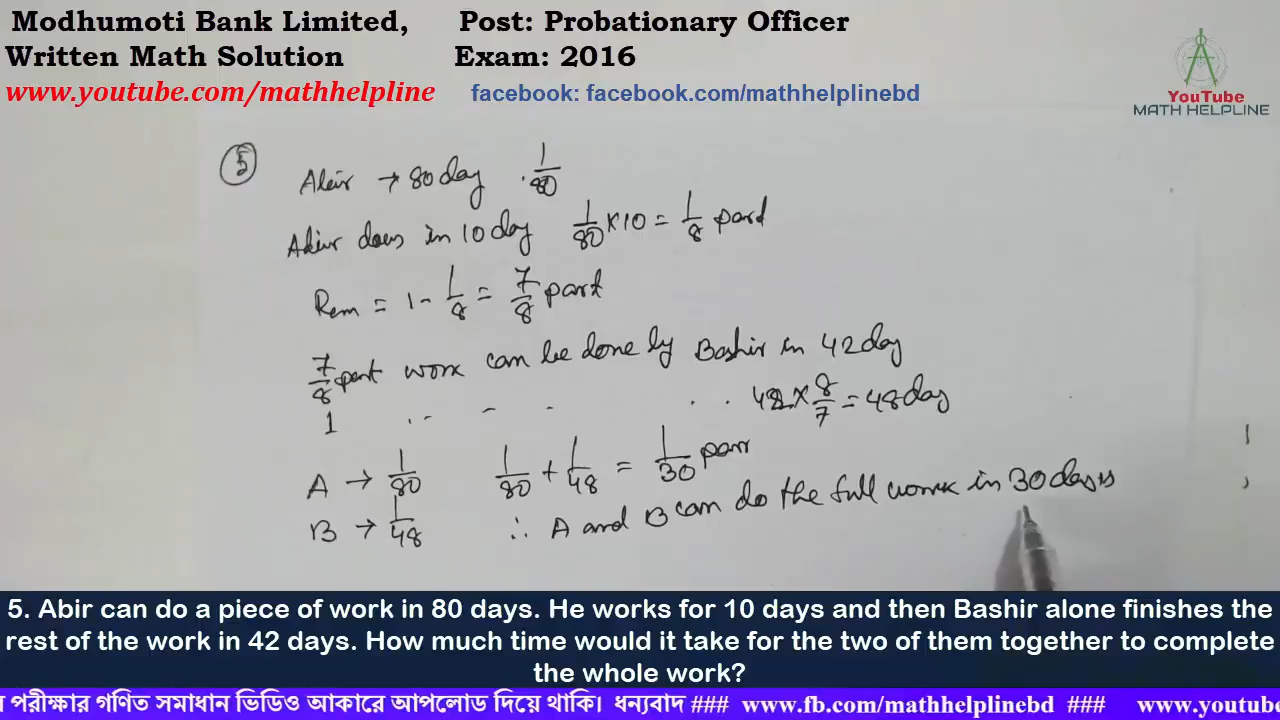 Modhumoti Bank Limited, Post: Probationary Officer
Written Math Solution Exam: 2016
www.youtube.com/mathhelpline facebook: facebook.com/mathhelplinebd
YouTube
MATH HELPLINE
5
Abir → 80 day 1/80
Abir does in 10 day 1/80 × 10 = 1/8 part
Rem = 1 - 1/8 = 7/8 part
7/8 part work can be done by Bashir in 42 day
1 .. .. . . .. 42 × 8/7 = 48 day
A → 1/80 1/80 + 1/48 = 1/30 part
B → 1/48 ∴ A and B can do the full work in 30 days
5. Abir can do a piece of work in 80 days. He works for 10 days and then Bashir alone finishes the
rest of the work in 42 days. How much time would it take for the two of them together to complete
the whole work?
র পরীক্ষার গণিত সমাধান ভিডিও আকারে আপলোড দিয়ে থাকি। ধন্যবাদ ### www.fb.com/mathhelplinebd ### www.youtub